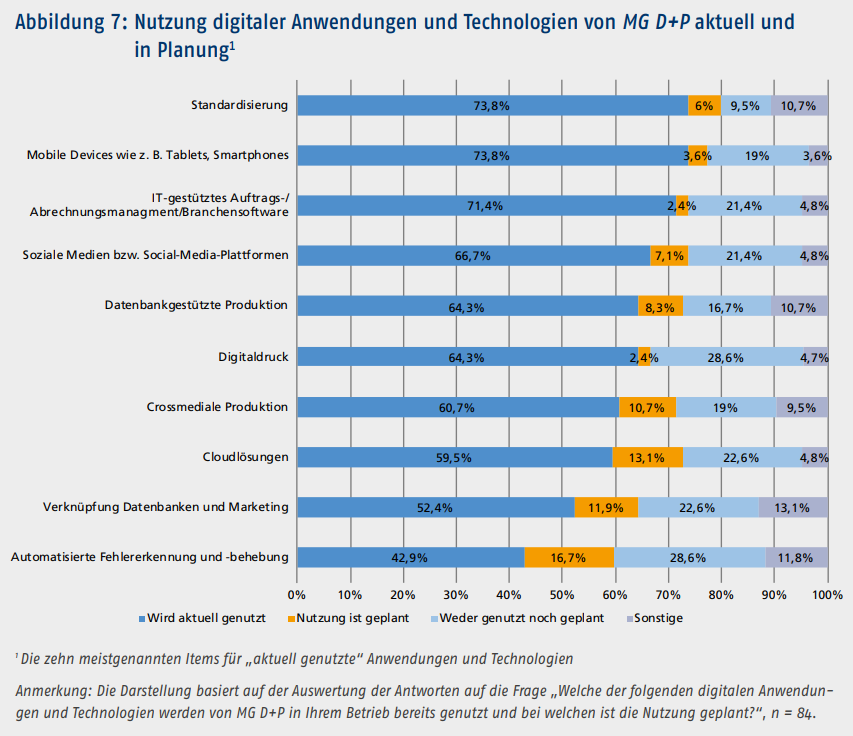 Abbildung 7: Nutzung digitaler Anwendungen und Technologien von MG D+P aktuell und
in Planung¹
Standardisierung
73,8% 6% 9,5% 10,7%
Mobile Devices wie z. B. Tablets, Smartphones
73,8% 3,6% 19% 3,6%
IT-gestütztes Auftrags-/
Abrechnungsmanagment/Branchensoftware
71,4% 2,4% 21,4% 4,8%
Soziale Medien bzw. Social-Media-Plattformen
66,7% 7,1% 21,4% 4,8%
Datenbankgestützte Produktion
64,3% 8,3% 16,7% 10,7%
Digitaldruck
64,3% 2,4% 28,6% 4,7%
Crossmediale Produktion
60,7% 10,7% 19% 9,5%
Cloudlösungen
59,5% 13,1% 22,6% 4,8%
Verknüpfung Datenbanken und Marketing
52,4% 11,9% 22,6% 13,1%
Automatisierte Fehlererkennung und -behebung
42,9% 16,7% 28,6% 11,8%
0% 10% 20% 30% 40% 50% 60% 70% 80% 90% 100%
Wird aktuell genutzt Nutzung ist geplant Weder genutzt noch geplant Sonstige
¹ Die zehn meistgenannten Items für „aktuell genutzte“ Anwendungen und Technologien
Anmerkung: Die Darstellung basiert auf der Auswertung der Antworten auf die Frage „Welche der folgenden digitalen Anwendun-
gen und Technologien werden von MG D+P in Ihrem Betrieb bereits genutzt und bei welchen ist die Nutzung geplant?“, n = 84.